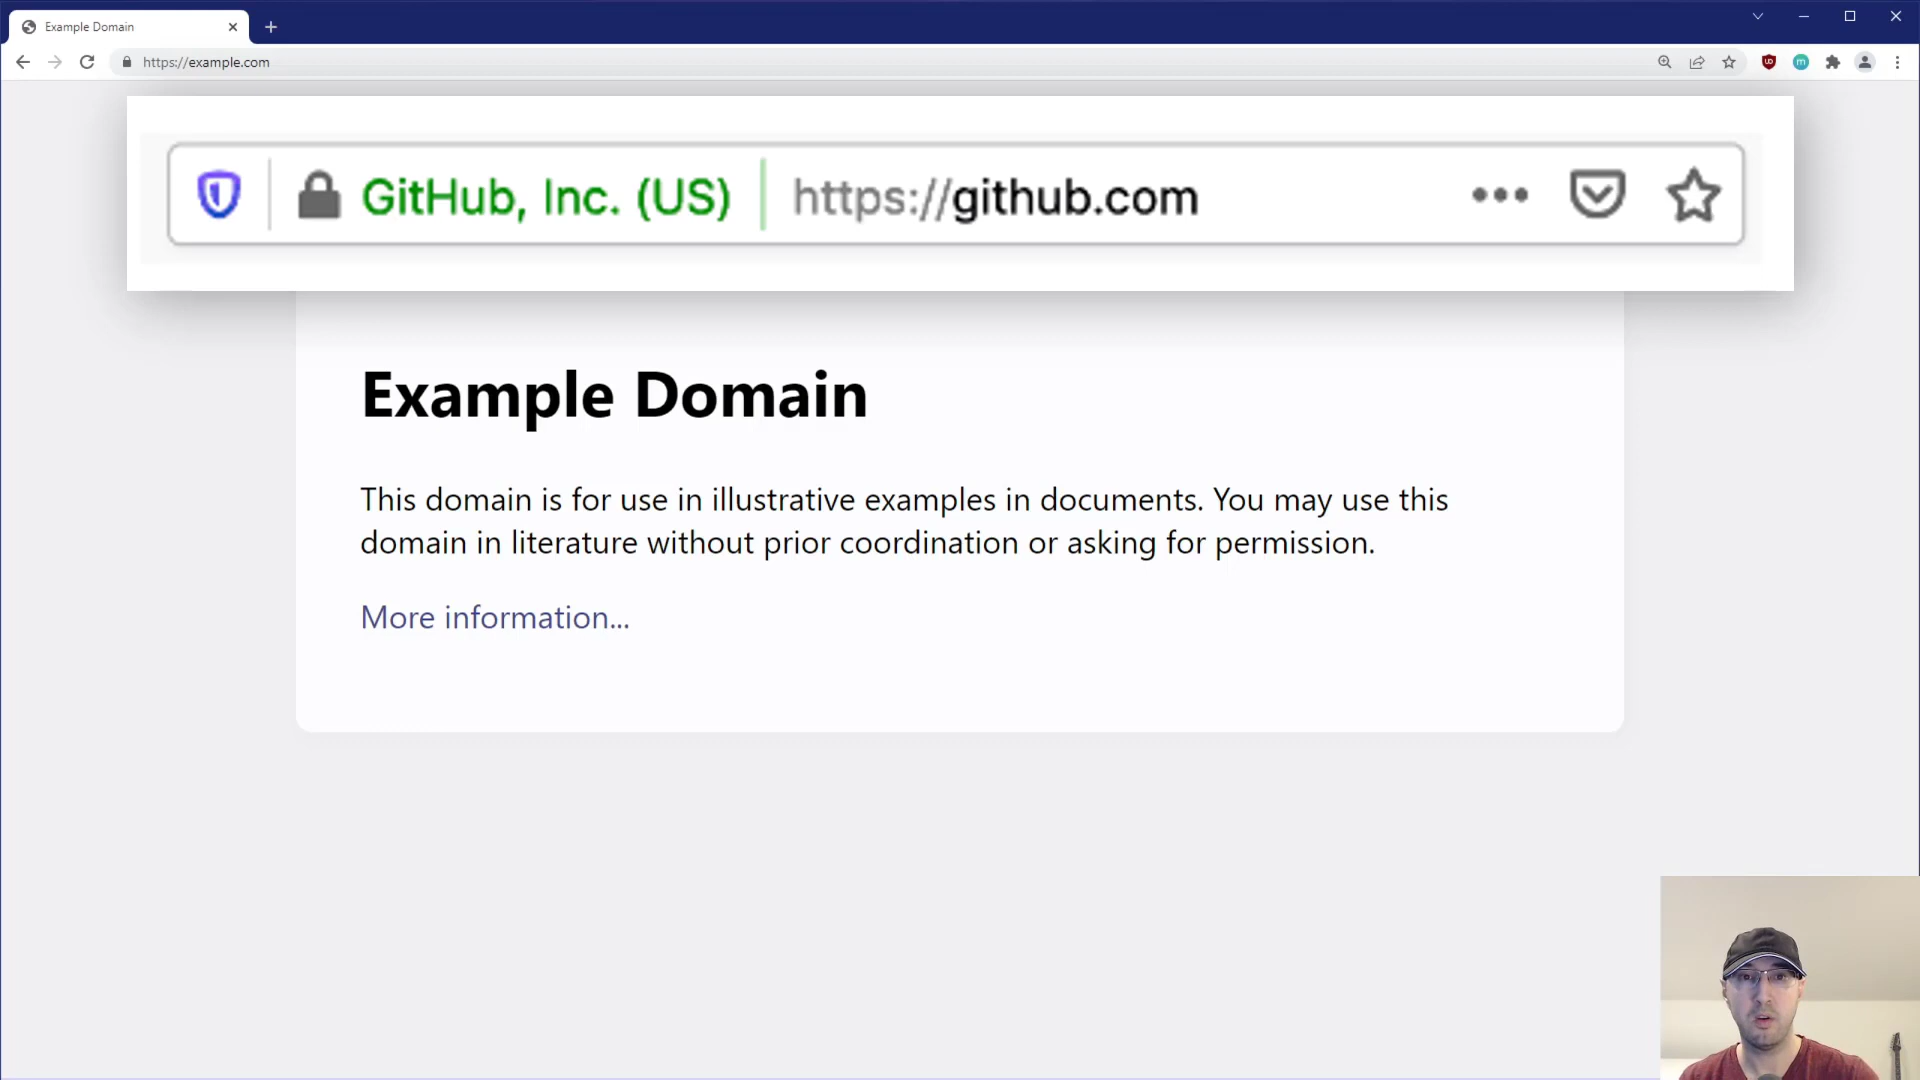 Example Domain
https://example.com
GitHub, Inc. (US) https://github.com
Example Domain
This domain is for use in illustrative examples in documents. You may use this
domain in literature without prior coordination or asking for permission.
More information...